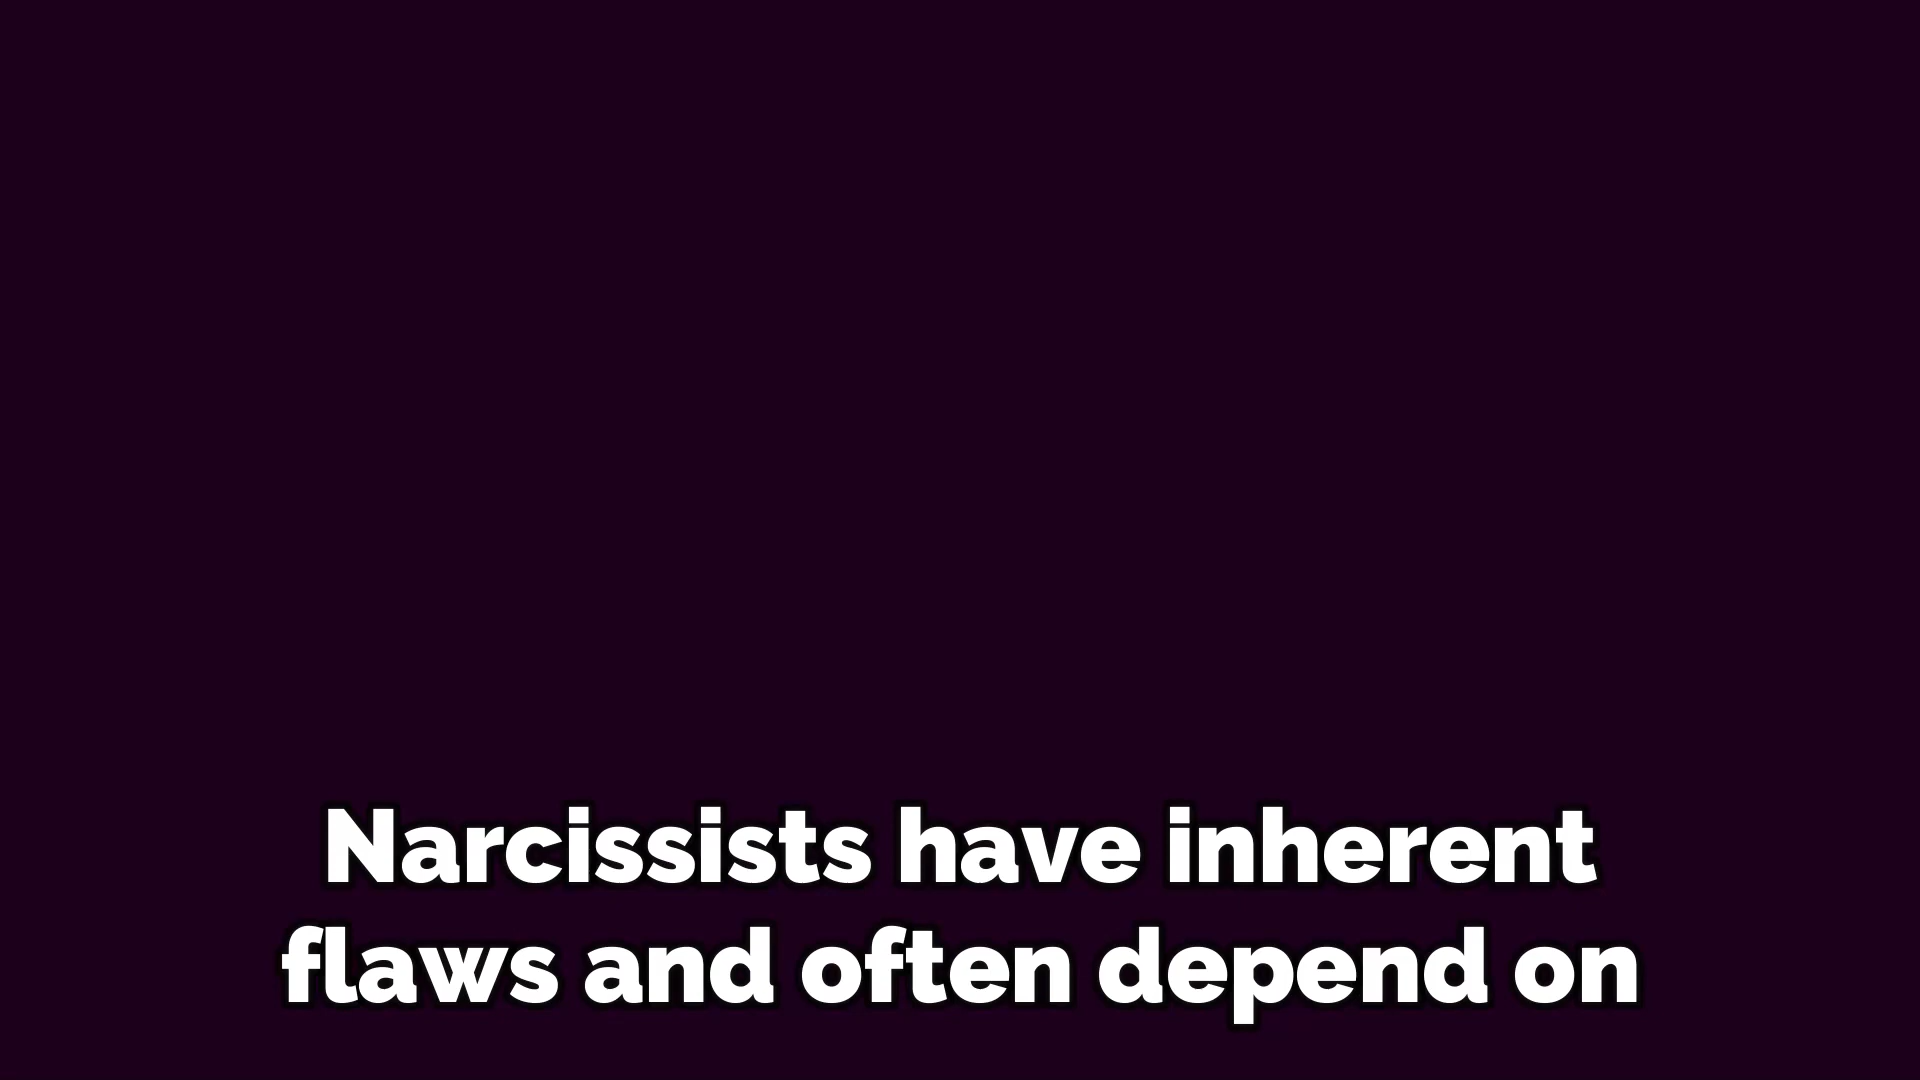 Narcissists have inherent
flaws and often depend on